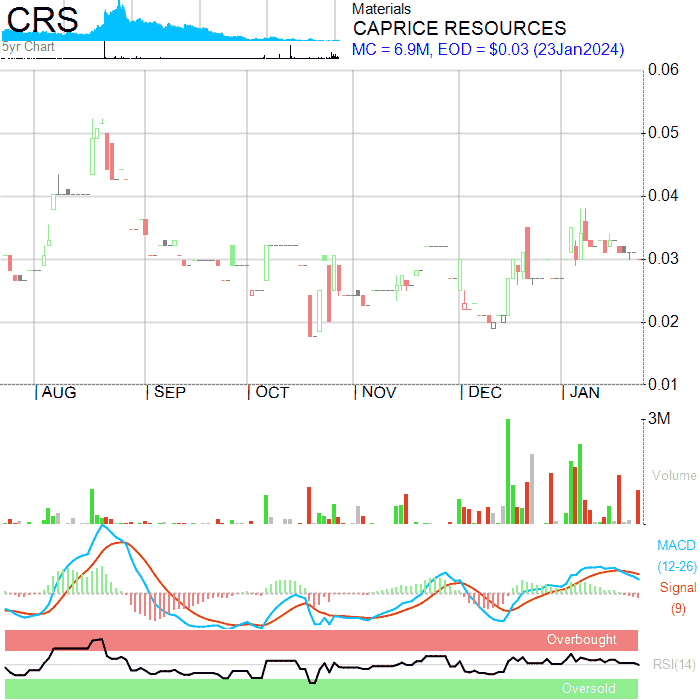 CRS
5yr Chart
Materials
CAPRICE RESOURCES
MC = 6.9M, EOD = $0.03 (23Jan2024)
0.06
0.05
0.04
0.03
0.02
0.01
AUG SEP OCT NOV DEC JAN
3M
Volume
MACD
(12-26)
Signal
(9)
Overbought
RSI(14)
Oversold